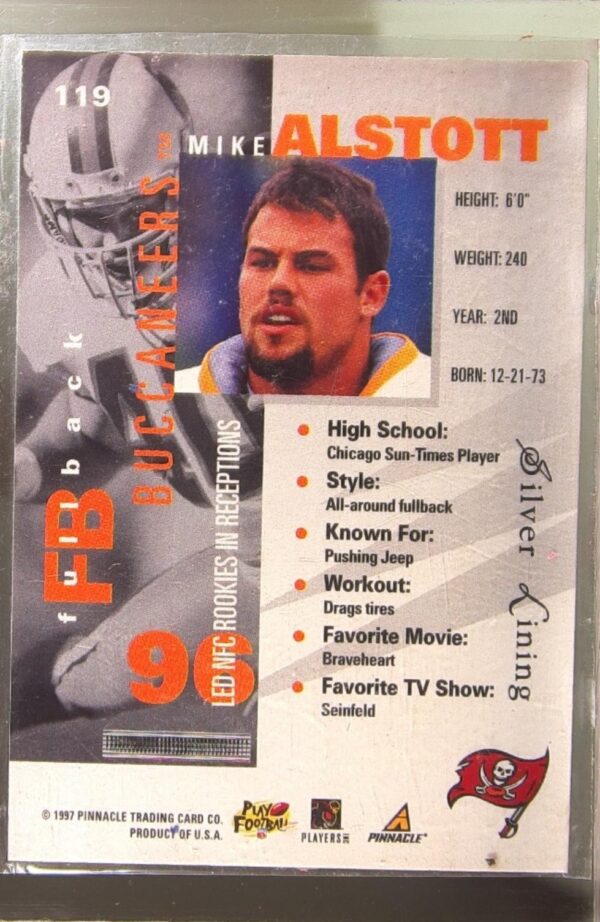 119
MIKE ALSTOTT
THE BUCCANEERS
fullback
FB
96
LED NFC ROOKIES IN RECEPTIONS
HEIGHT: 6'0"
WEIGHT: 240
YEAR: 2ND
BORN: 12-21-73
• High School:
Chicago Sun-Times Player
• Style:
All-around fullback
• Known For:
Pushing Jeep
• Workout:
Drags tires
• Favorite Movie:
Braveheart
• Favorite TV Show:
Seinfeld
Silver Lining
© 1997 PINNACLE TRADING CARD CO.
PRODUCT OF U.S.A.
PLAY
FOOTBALL
PLAYERS INC
PINNACLE